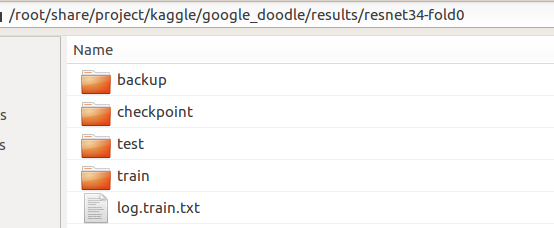 /root/share/project/kaggle/google_doodle/results/resnet34-fold0
Name
backup
checkpoint
s
test
s
train
log.train.txt